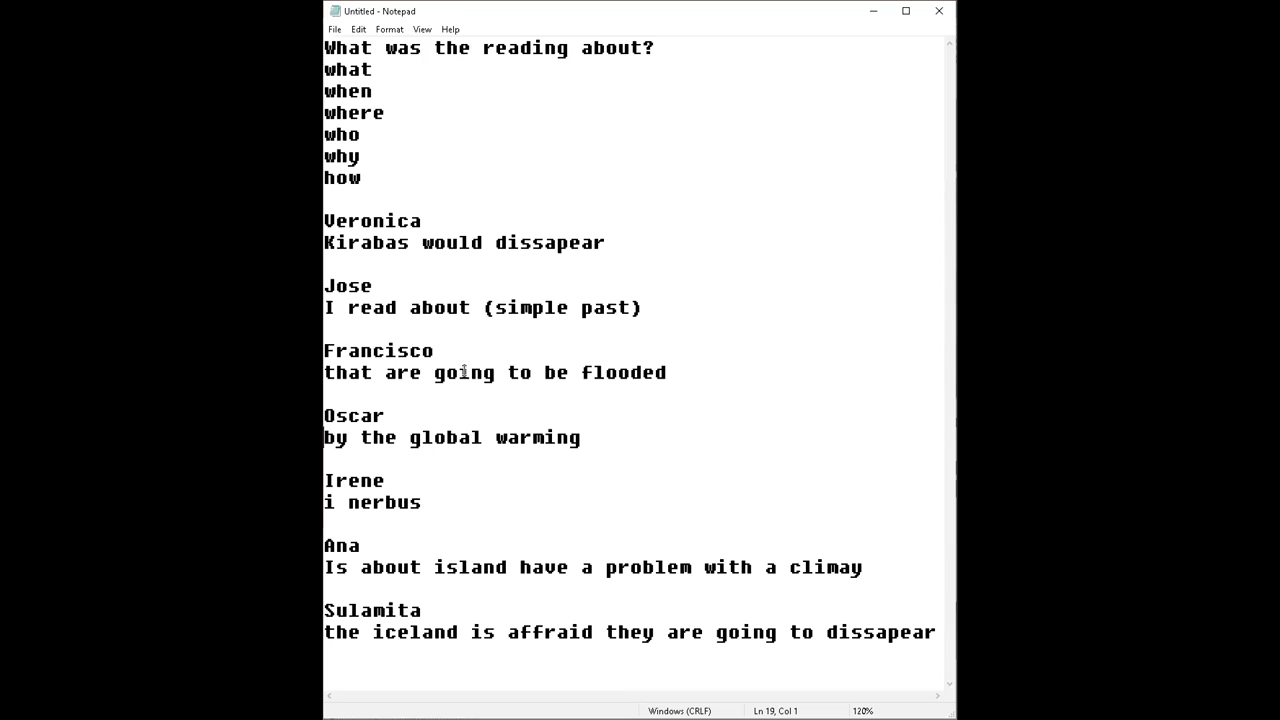 Untitled - Notepad
File Edit Format View Help
What was the reading about?
what
when
where
who
why
how
Veronica
Kirabas would dissapear
Jose
I read about (simple past)
Francisco
that are going to be flooded
Oscar
by the global warming
Irene
i nerbus
Ana
Is about island have a problem with a climay
Sulamita
the iceland is affraid they are going to dissapear
Windows (CRLF) Ln 19, Col 1 120%